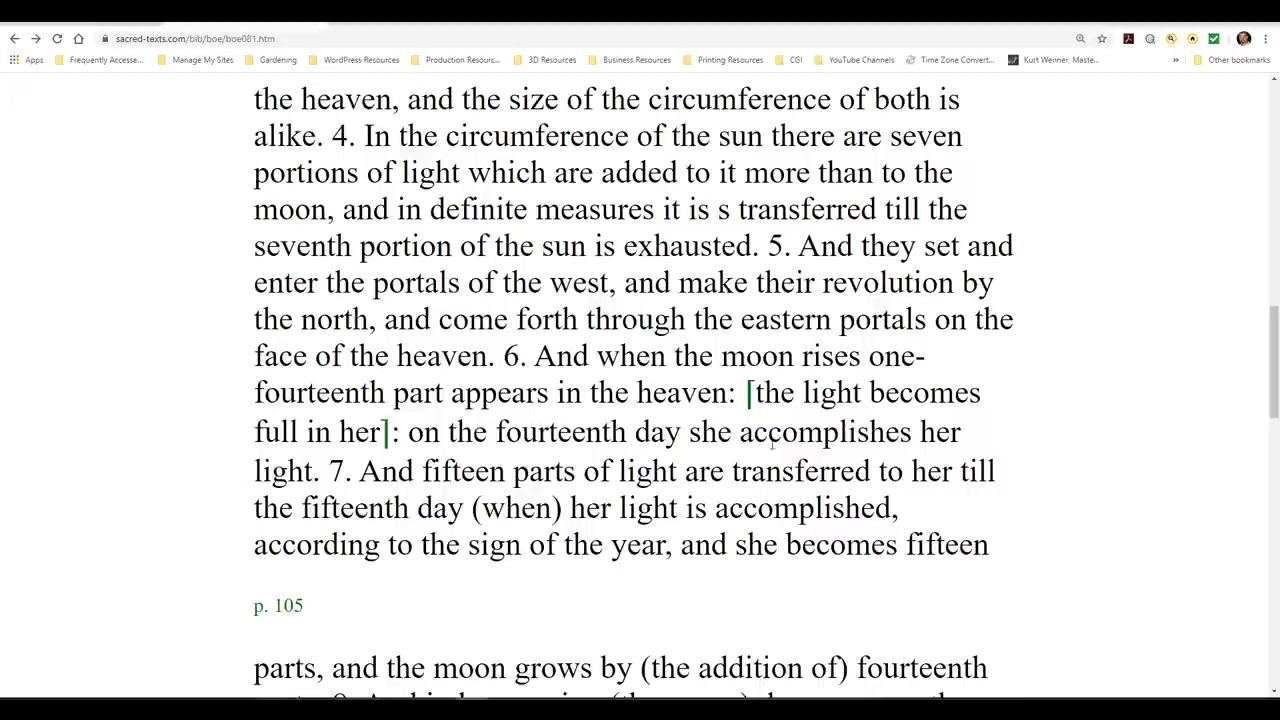 sacred-texts.com/bib/boe/boe081.htm
Apps Frequently Accesse... Manage My Sites Gardening WordPress Resources Production Resourc... 3D Resources Business Resources Printing Resources CGI YouTube Channels Time Zone Convert... Kurt Wenner, Maste... » Other bookmarks
the heaven, and the size of the circumference of both is
alike. 4. In the circumference of the sun there are seven
portions of light which are added to it more than to the
moon, and in definite measures it is s transferred till the
seventh portion of the sun is exhausted. 5. And they set and
enter the portals of the west, and make their revolution by
the north, and come forth through the eastern portals on the
face of the heaven. 6. And when the moon rises one-
fourteenth part appears in the heaven: ⌈the light becomes
full in her⌉: on the fourteenth day she accomplishes her
light. 7. And fifteen parts of light are transferred to her till
the fifteenth day (when) her light is accomplished,
according to the sign of the year, and she becomes fifteen
p. 105
parts, and the moon grows by (the addition of) fourteenth